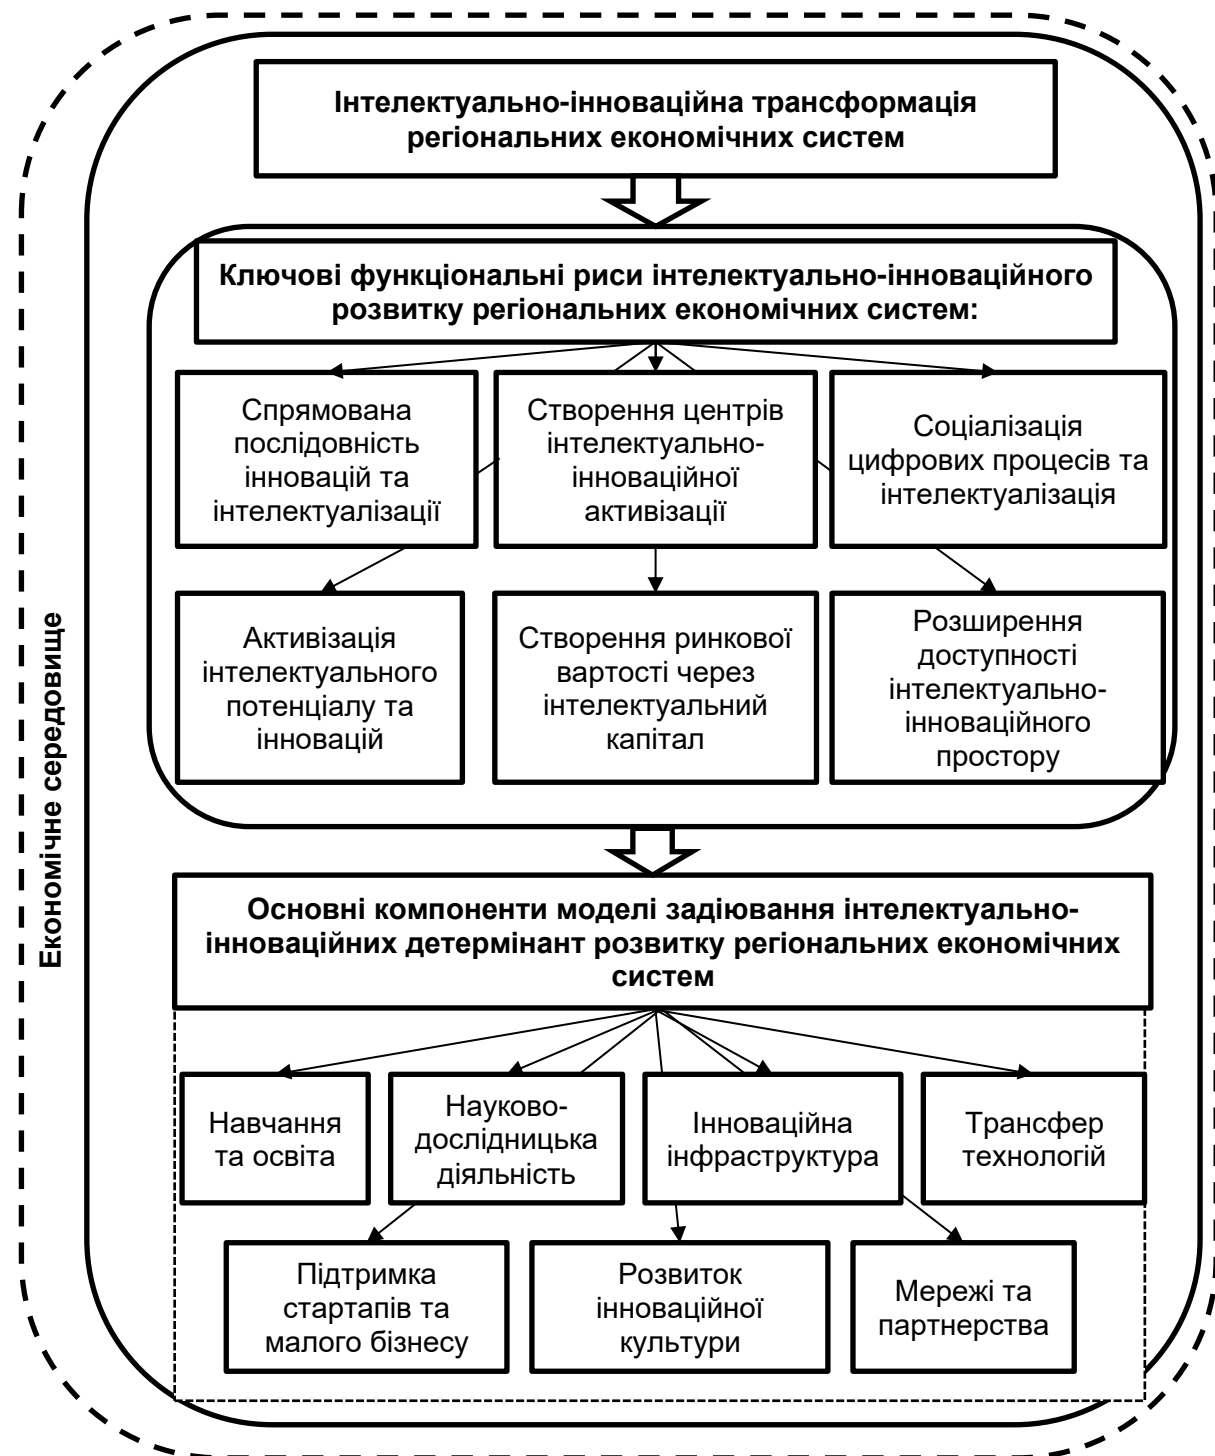 Інтелектуально-інноваційна трансформація
регіональних економічних систем
Ключові функціональні риси інтелектуально-інноваційного
розвитку регіональних економічних систем:
Спрямована
послідовність
інновацій та
інтелектуалізації
Створення центрів
інтелектуально-
інноваційної
активізації
Соціалізація
цифрових процесів та
інтелектуалізація
Активізація
інтелектуального
потенціалу та
інновацій
Створення ринкової
вартості через
інтелектуальний
капітал
Розширення
доступності
інтелектуально-
інноваційного
простору
Економічне середовище
Основні компоненти моделі задіювання інтелектуально-
інноваційних детермінант розвитку регіональних економічних
систем
Навчання
та освіта
Науково-
дослідницька
діяльність
Інноваційна
інфраструктура
Трансфер
технологій
Підтримка
стартапів та
малого бізнесу
Розвиток
інноваційної
культури
Мережі та
партнерства